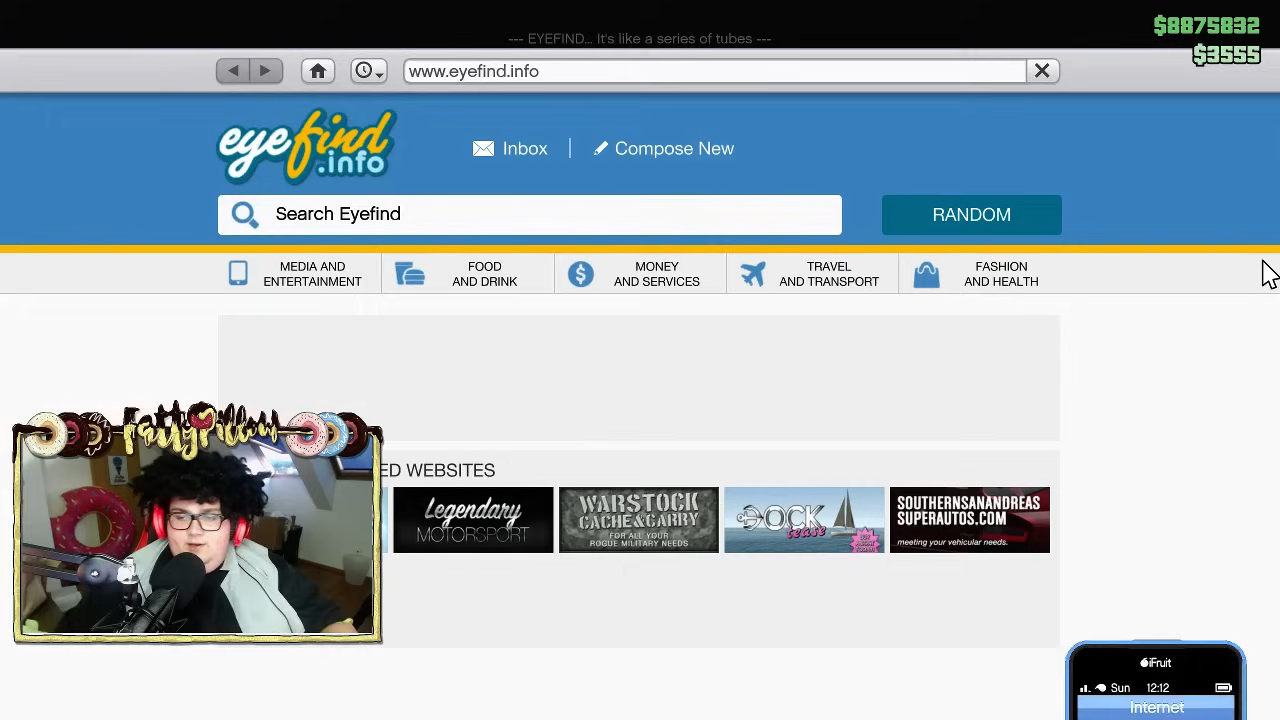 $8875832
--- EYEFIND... It's like a series of tubes ---
$3555
www.eyefind.info
eyefind.info
Inbox
Compose New
Search Eyefind
RANDOM
MEDIA AND ENTERTAINMENT
FOOD AND DRINK
MONEY AND SERVICES
TRAVEL AND TRANSPORT
FASHION AND HEALTH
FattyPillow
ED WEBSITES
Legendary
MOTORSPORT
WARSTOCK
CACHE&CARRY
FOR ALL YOUR
ROGUE MILITARY NEEDS
DOCK
tease
SOUTHERNSANANDREAS
SUPERAUTOS.COM
meeting your vehicular needs.
iFruit
Sun 12:12
Internet